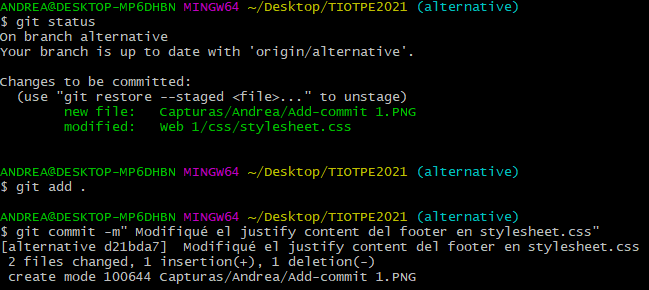 ANDREA@DESKTOP-MP6DHBN MINGW64 ~/Desktop/TIOTPE2021 (alternative)
$ git status
On branch alternative
Your branch is up to date with 'origin/alternative'.
Changes to be committed:
  (use "git restore --staged <file>..." to unstage)
        new file:   Capturas/Andrea/Add-commit 1.PNG
        modified:   Web 1/css/stylesheet.css
ANDREA@DESKTOP-MP6DHBN MINGW64 ~/Desktop/TIOTPE2021 (alternative)
$ git add .
ANDREA@DESKTOP-MP6DHBN MINGW64 ~/Desktop/TIOTPE2021 (alternative)
$ git commit -m" Modifiqué el justify content del footer en stylesheet.css"
[alternative d21bda7]  Modifiqué el justify content del footer en stylesheet.css
 2 files changed, 1 insertion(+), 1 deletion(-)
 create mode 100644 Capturas/Andrea/Add-commit 1.PNG